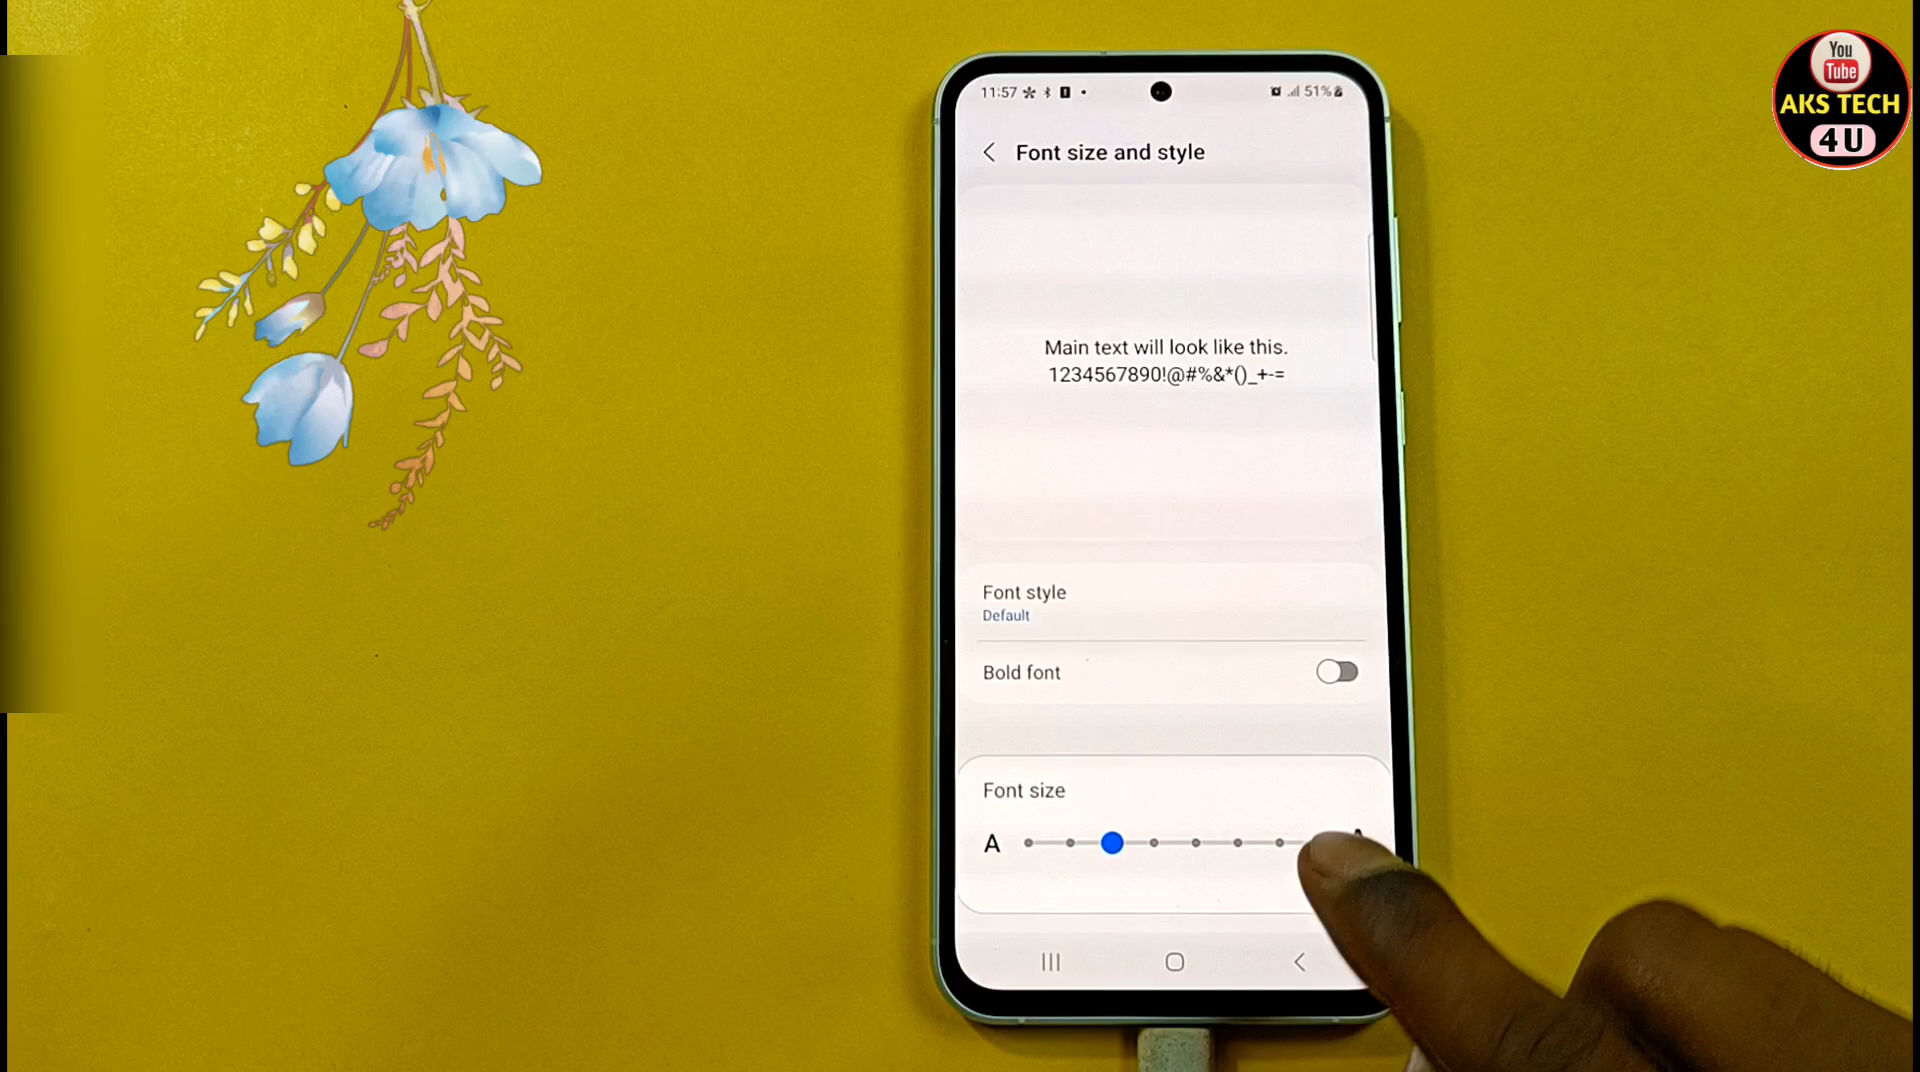 11:57
51%
Font size and style
Main text will look like this.
1234567890!@#%&*()_+-=
Font style
Default
Bold font
Font size
A
You
Tube
AKS TECH
4U